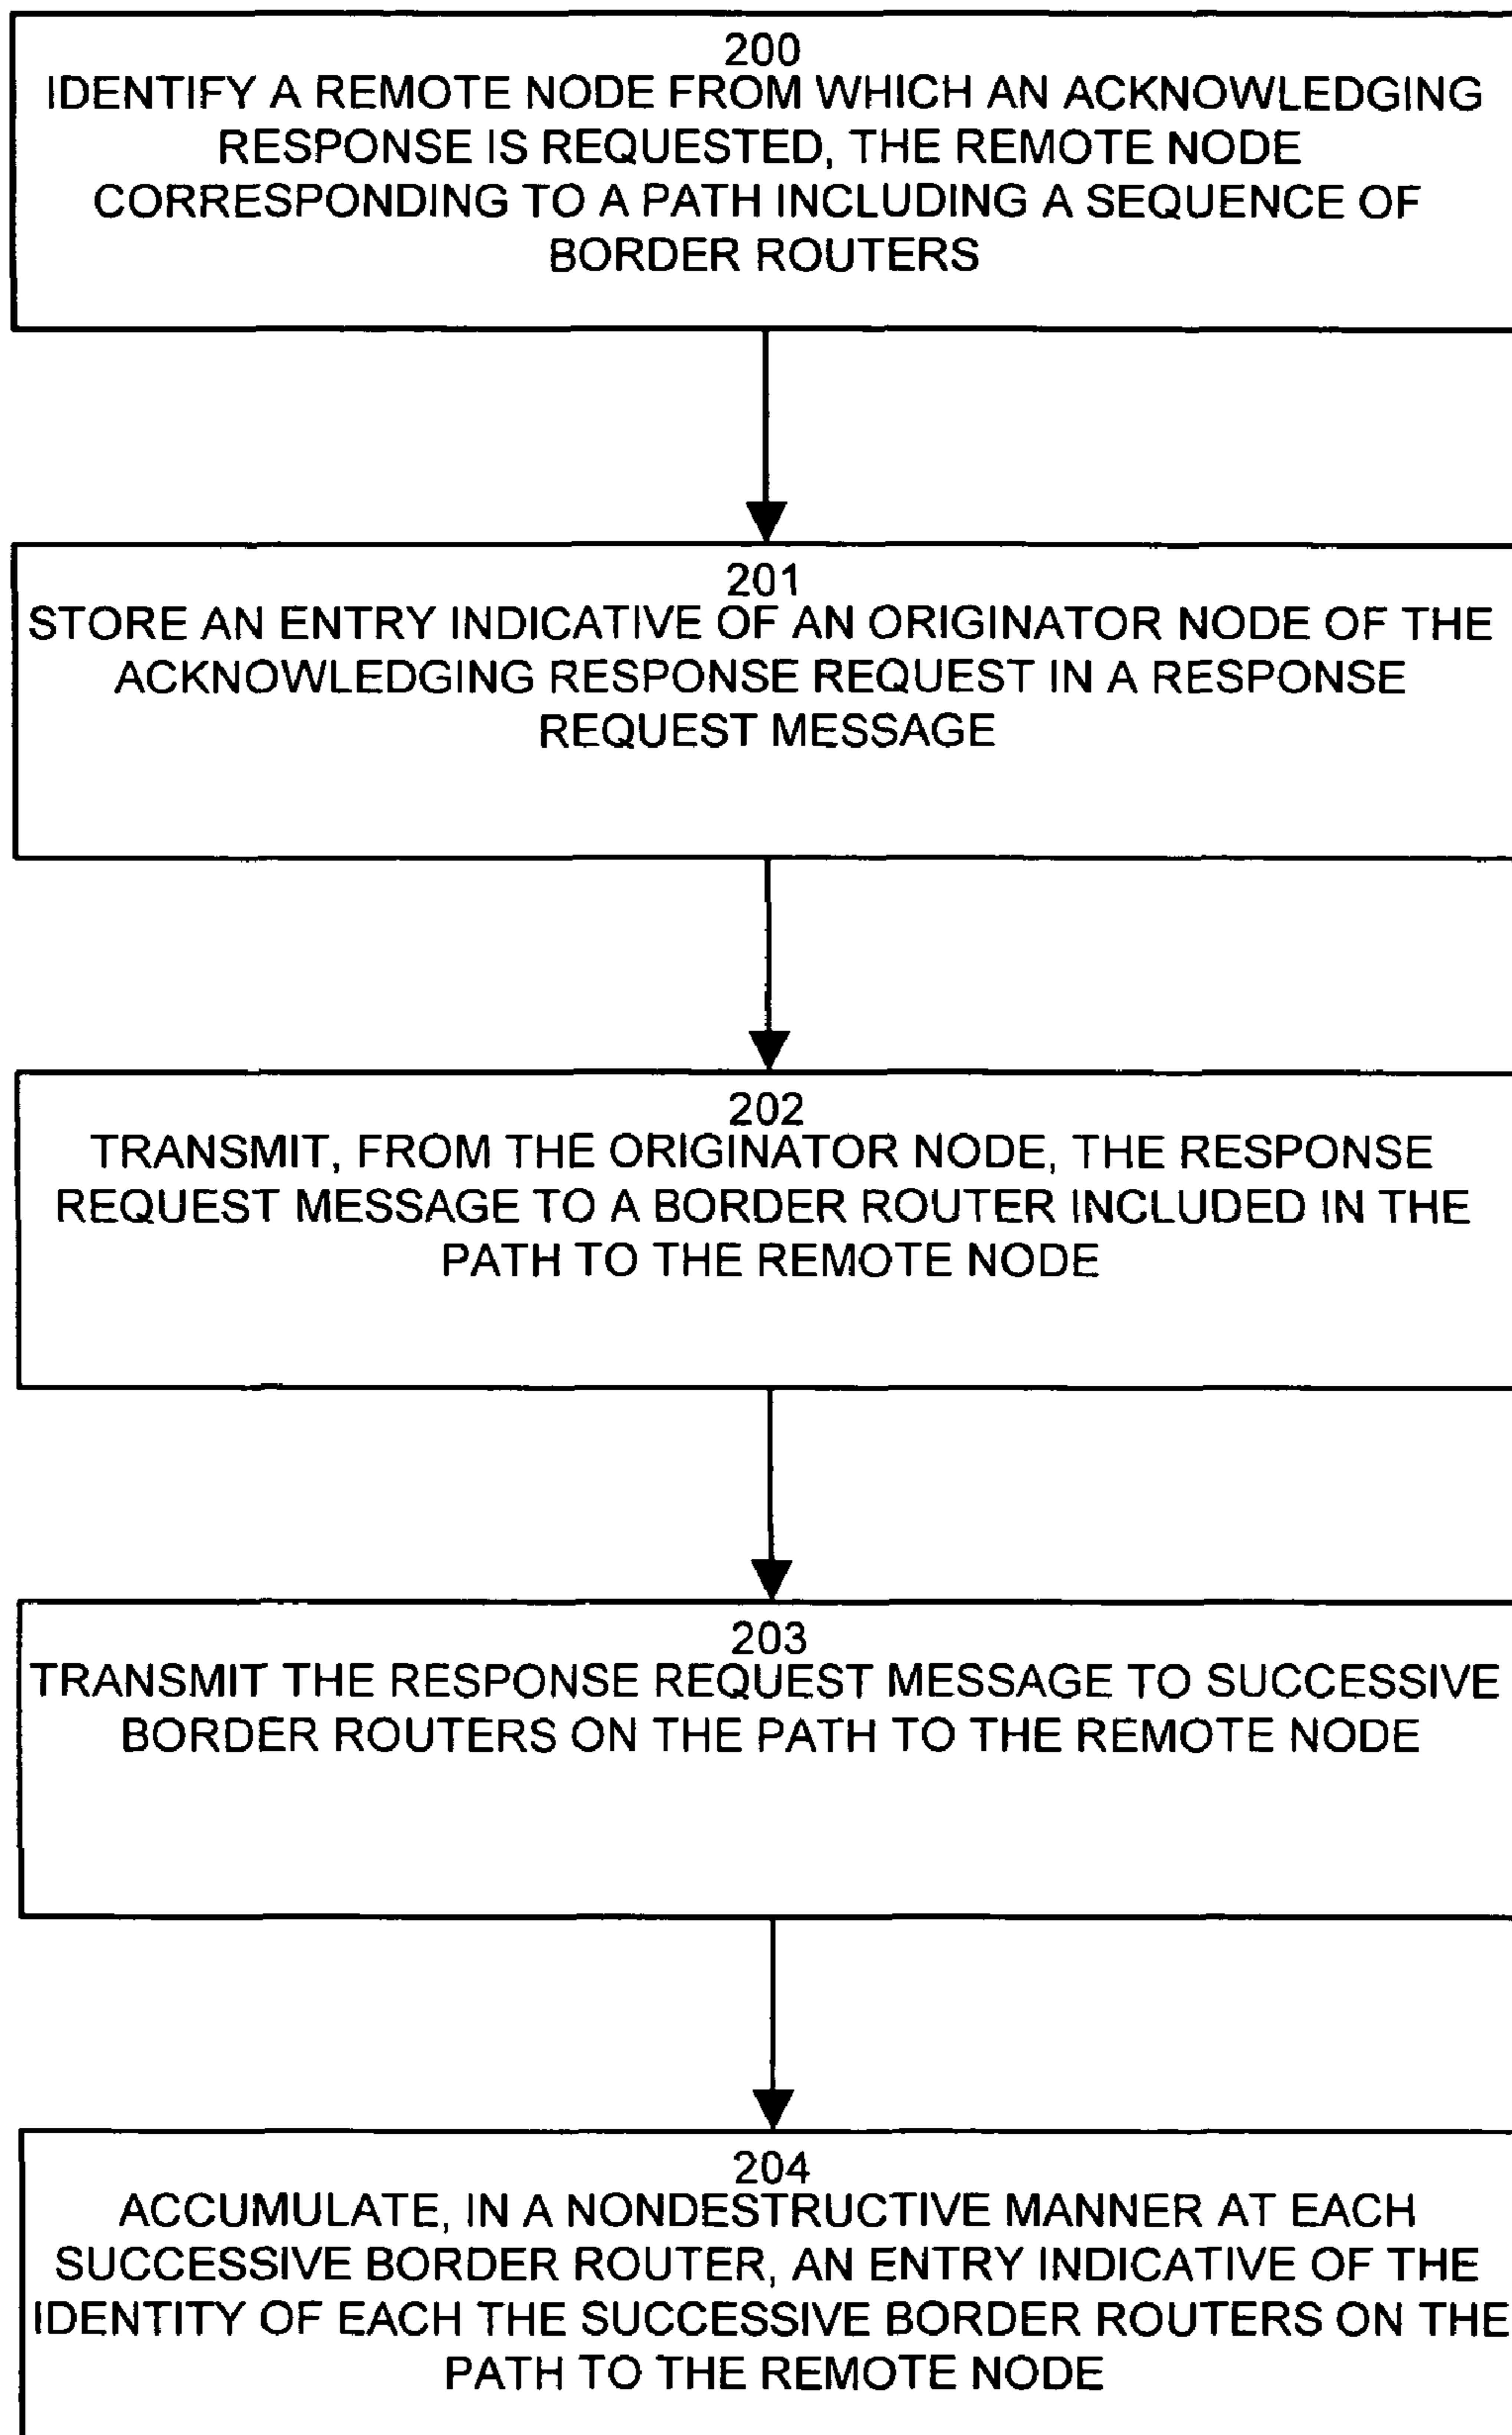 200
IDENTIFY A REMOTE NODE FROM WHICH AN ACKNOWLEDGING
RESPONSE IS REQUESTED, THE REMOTE NODE
CORRESPONDING TO A PATH INCLUDING A SEQUENCE OF
BORDER ROUTERS
201
STORE AN ENTRY INDICATIVE OF AN ORIGINATOR NODE OF THE
ACKNOWLEDGING RESPONSE REQUEST IN A RESPONSE
REQUEST MESSAGE
202
TRANSMIT, FROM THE ORIGINATOR NODE, THE RESPONSE
REQUEST MESSAGE TO A BORDER ROUTER INCLUDED IN THE
PATH TO THE REMOTE NODE
203
TRANSMIT THE RESPONSE REQUEST MESSAGE TO SUCCESSIVE
BORDER ROUTERS ON THE PATH TO THE REMOTE NODE
204
ACCUMULATE, IN A NONDESTRUCTIVE MANNER AT EACH
SUCCESSIVE BORDER ROUTER, AN ENTRY INDICATIVE OF THE
IDENTITY OF EACH THE SUCCESSIVE BORDER ROUTERS ON THE
PATH TO THE REMOTE NODE